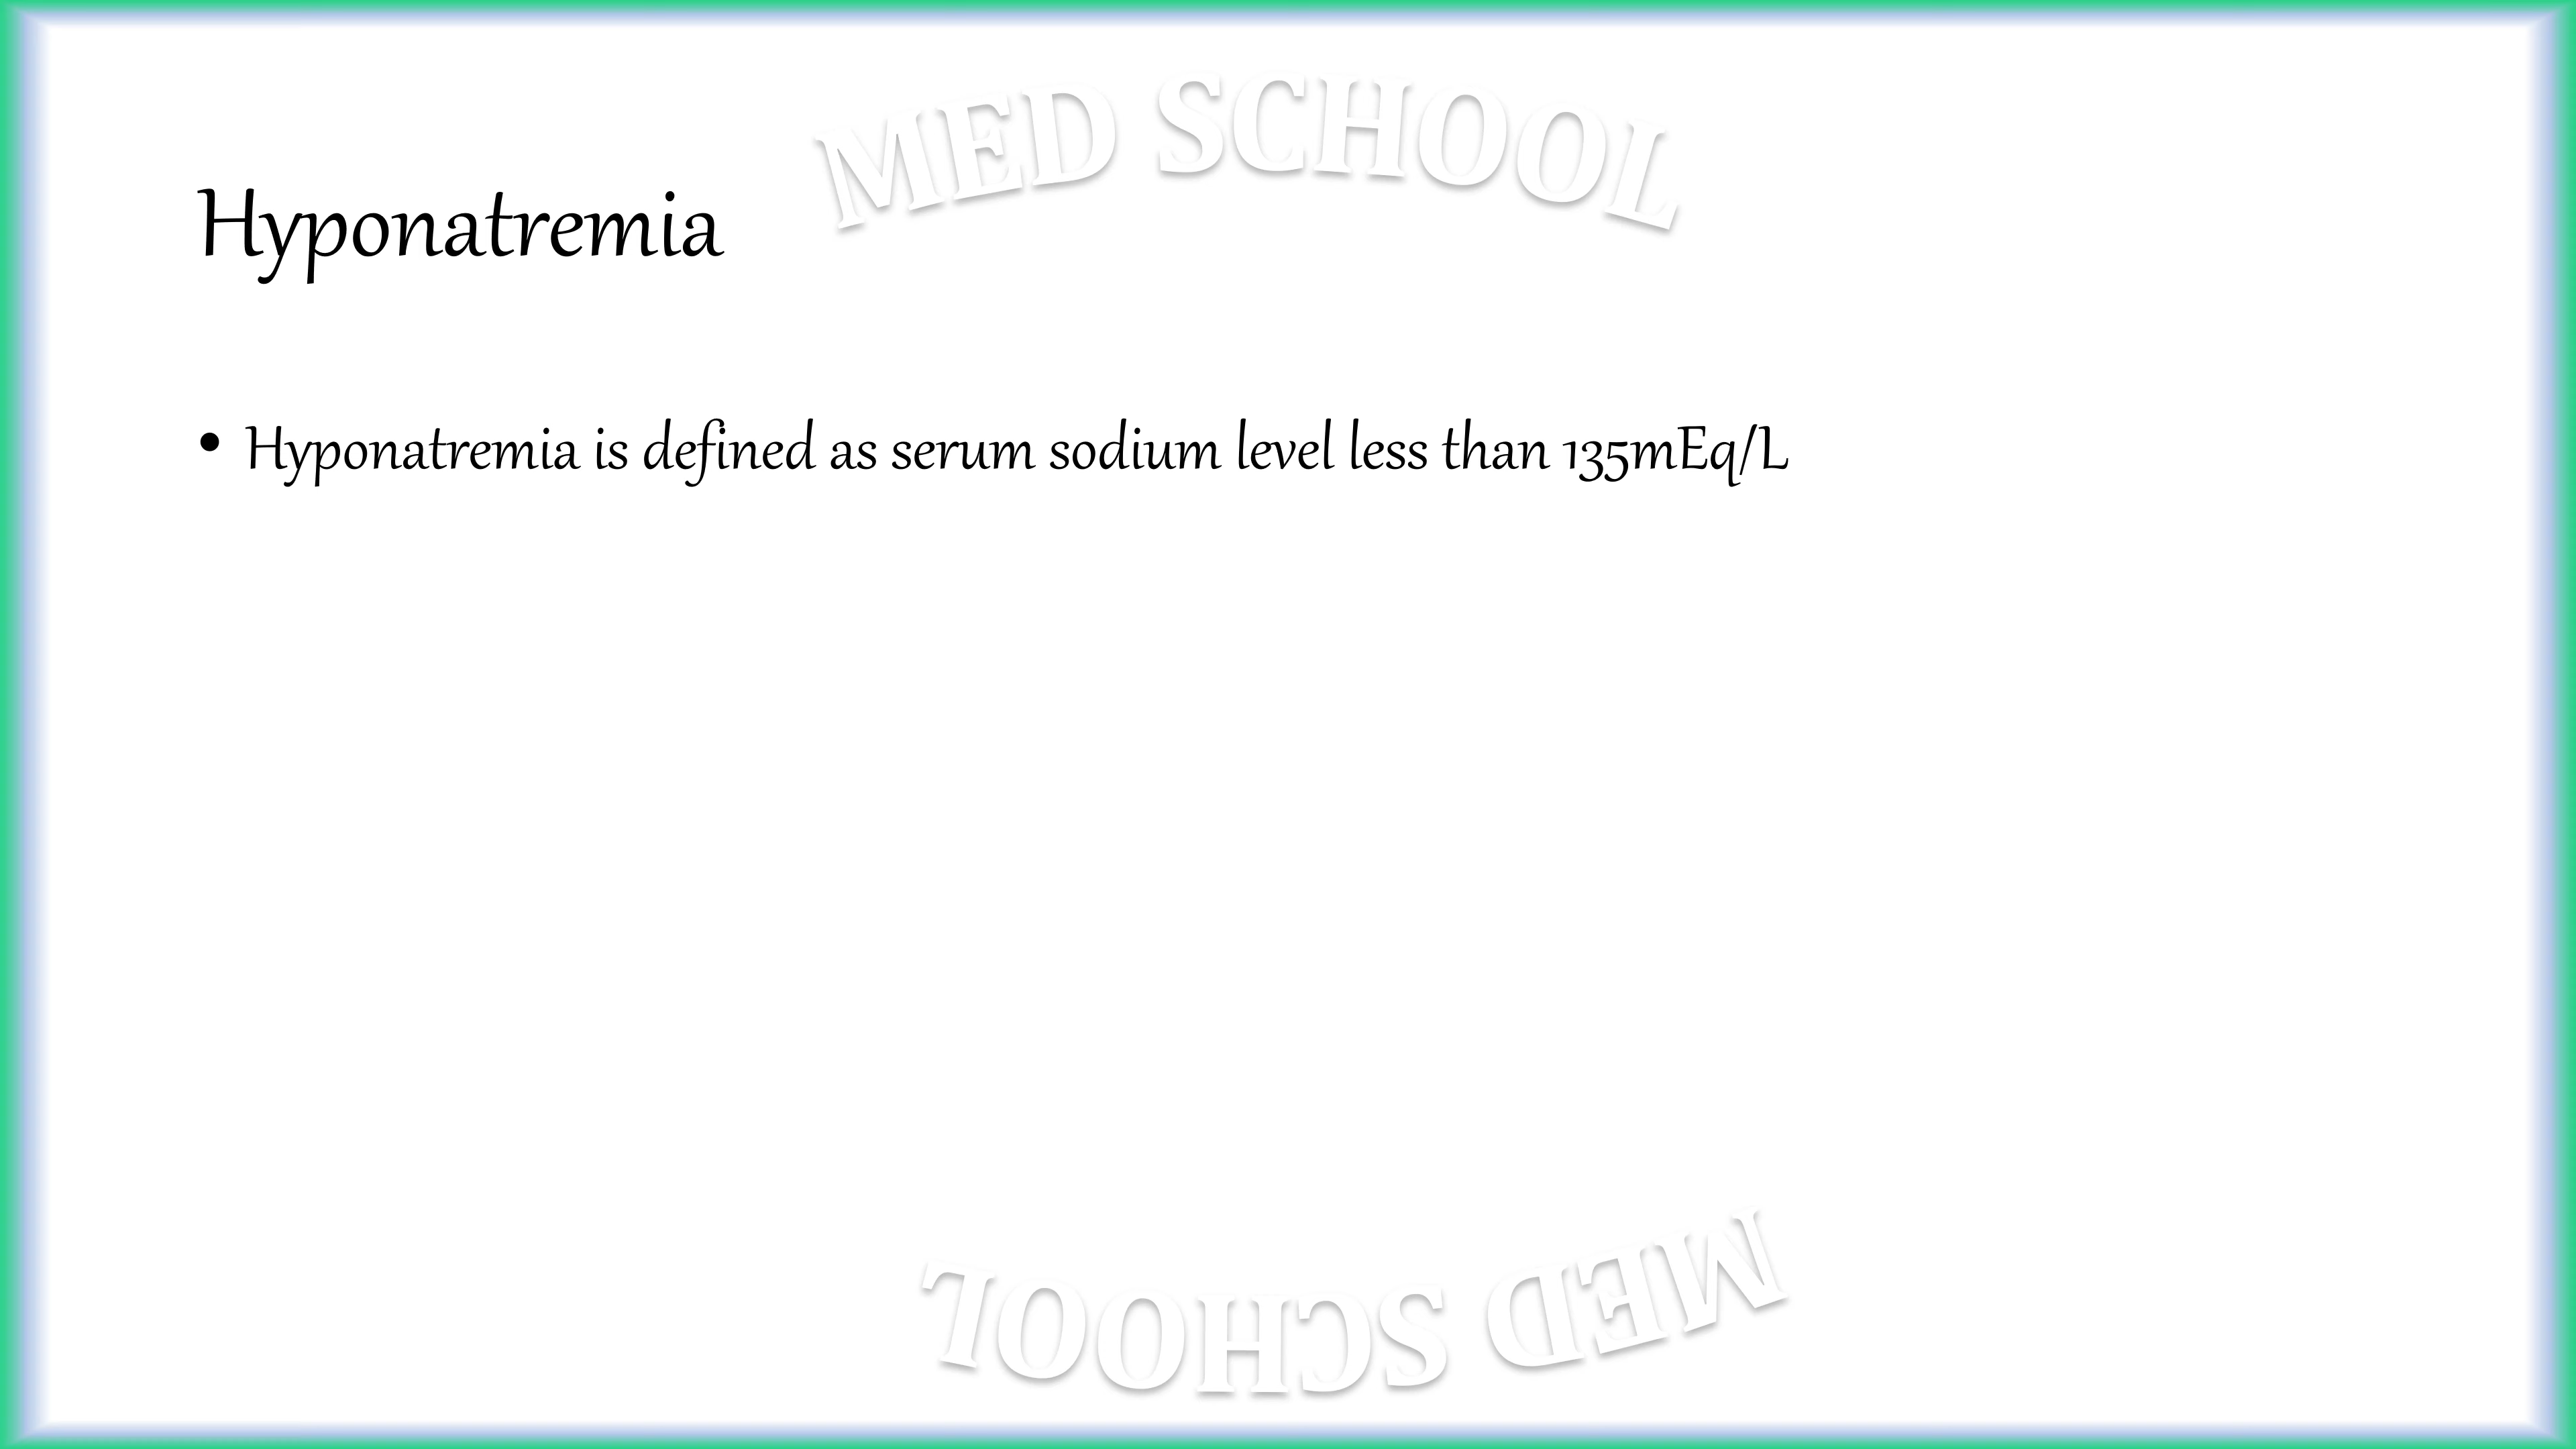 MED SCHOOL
Hyponatremia
• Hyponatremia is defined as serum sodium level less than 135mEq/L
MED SCHOOL